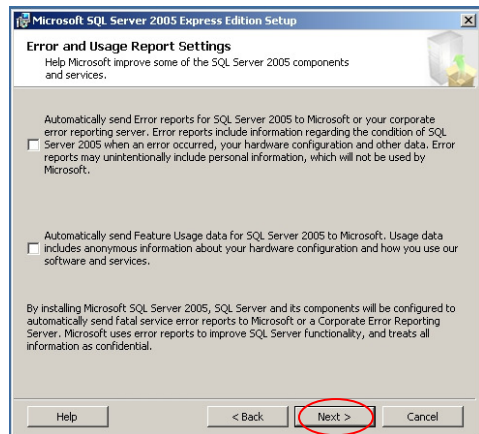 Microsoft SQL Server 2005 Express Edition Setup
Error and Usage Report Settings
Help Microsoft improve some of the SQL Server 2005 components
and services.
Automatically send Error reports for SQL Server 2005 to Microsoft or your corporate
error reporting server. Error reports include information regarding the condition of SQL
Server 2005 when an error occurred, your hardware configuration and other data. Error
reports may unintentionally include personal information, which will not be used by
Microsoft.
Automatically send Feature Usage data for SQL Server 2005 to Microsoft. Usage data
includes anonymous information about your hardware configuration and how you use our
software and services.
By installing Microsoft SQL Server 2005, SQL Server and its components will be configured to
automatically send fatal service error reports to Microsoft or a Corporate Error Reporting
Server. Microsoft uses error reports to improve SQL Server functionality, and treats all
information as confidential.
Help < Back Next > Cancel